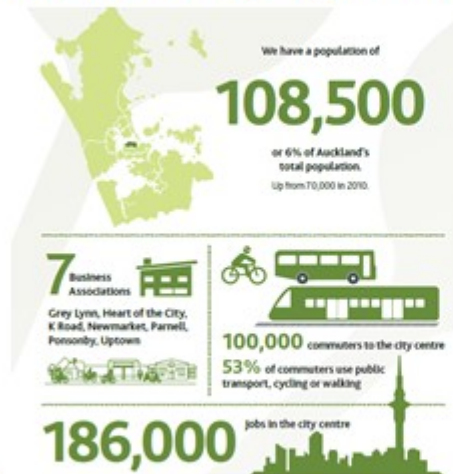 We have a population of
108,500
or 6% of Auckland's
total population.
Up from 70,000 in 2010.
7 Business
Associations
Grey Lynn, Heart of the City,
K Road, Newmarket, Parnell,
Ponsonby, Uptown
100,000 commuters to the city centre
53% of commuters use public
transport, cycling or walking
186,000 jobs in the city centre